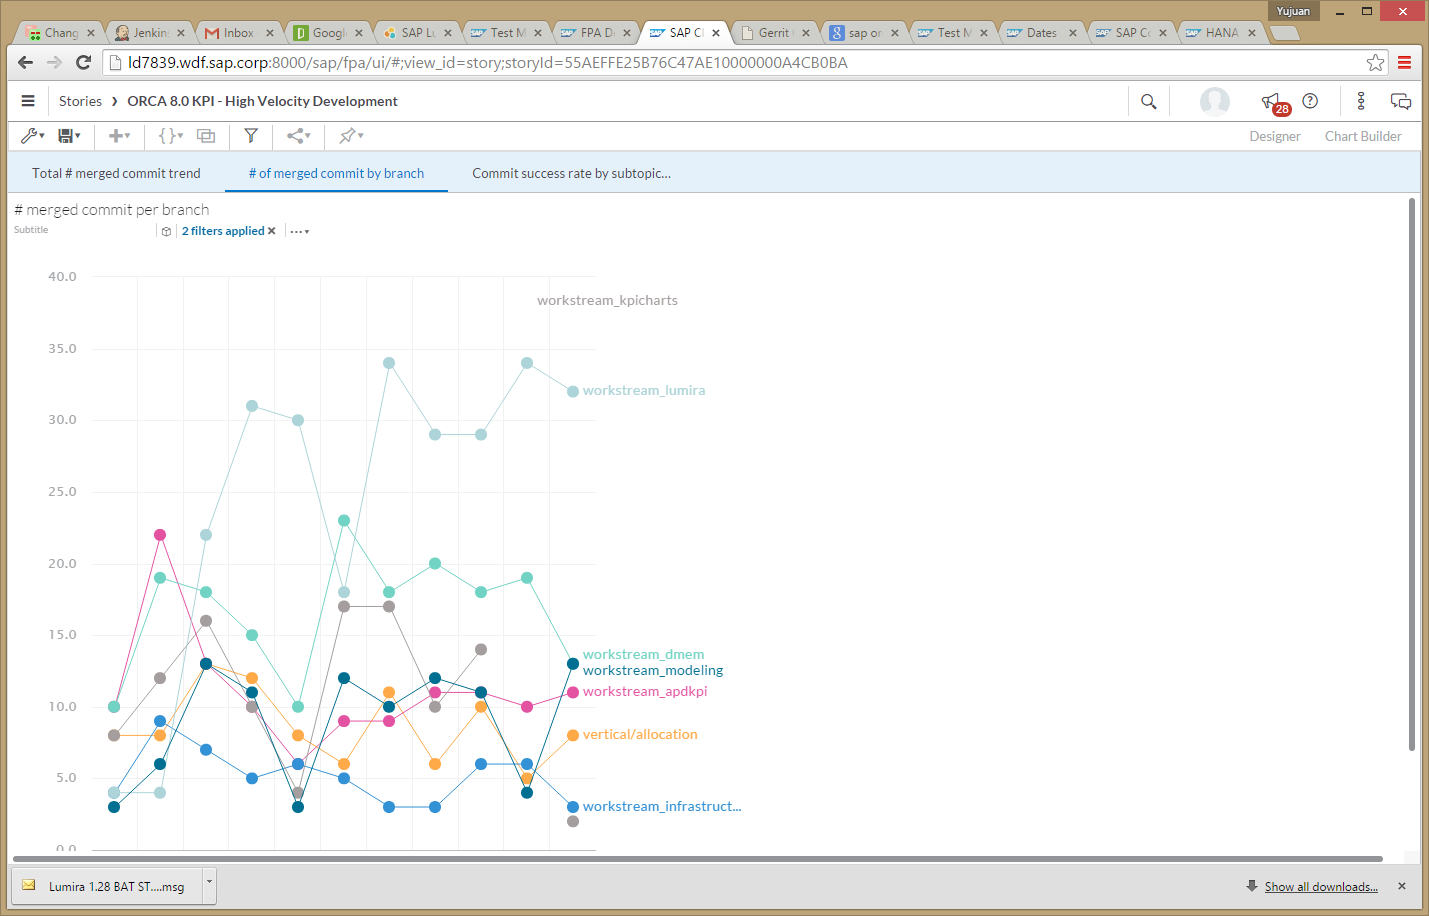 Yujuan
Chang
Jenkin
Inbox
Googl
SAP Lu
Test M
FPA D
SAP Cl
Gerrit
sap or
Test M
Dates
SAP Co
HANA
ld7839.wdf.sap.corp:8000/sap/fpa/ui/#;view_id=story;storyId=55AEFFE25B76C47AE10000000A4CB0BA
Stories ❯ ORCA 8.0 KPI - High Velocity Development
28
Designer Chart Builder
Total # merged commit trend
# of merged commit by branch
Commit success rate by subtopic...
# merged commit per branch
Subtitle
2 filters applied
40.0
workstream_kpicharts
35.0
workstream_lumira
30.0
25.0
20.0
15.0
workstream_dmem
workstream_modeling
workstream_apdkpi
10.0
vertical/allocation
5.0
workstream_infrastruct...
0.0
Lumira 1.28 BAT ST....msg
Show all downloads...